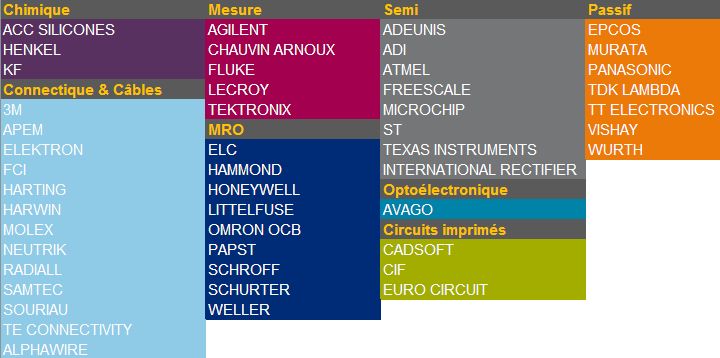 Chimique
ACC SILICONES
HENKEL
KF
Connectique & Câbles
3M
APEM
ELEKTRON
FCI
HARTING
HARWIN
MOLEX
NEUTRIK
RADIALL
SAMTEC
SOURIAU
TE CONNECTIVITY
ALPHAWIRE
Mesure
AGILENT
CHAUVIN ARNOUX
FLUKE
LECROY
TEKTRONIX
MRO
ELC
HAMMOND
HONEYWELL
LITTELFUSE
OMRON OCB
PAPST
SCHROFF
SCHURTER
WELLER
Semi
ADEUNIS
ADI
ATMEL
FREESCALE
MICROCHIP
ST
TEXAS INSTRUMENTS
INTERNATIONAL RECTIFIER
Optoélectronique
AVAGO
Circuits imprimés
CADSOFT
CIF
EURO CIRCUIT
Passif
EPCOS
MURATA
PANASONIC
TDK LAMBDA
TT ELECTRONICS
VISHAY
WURTH